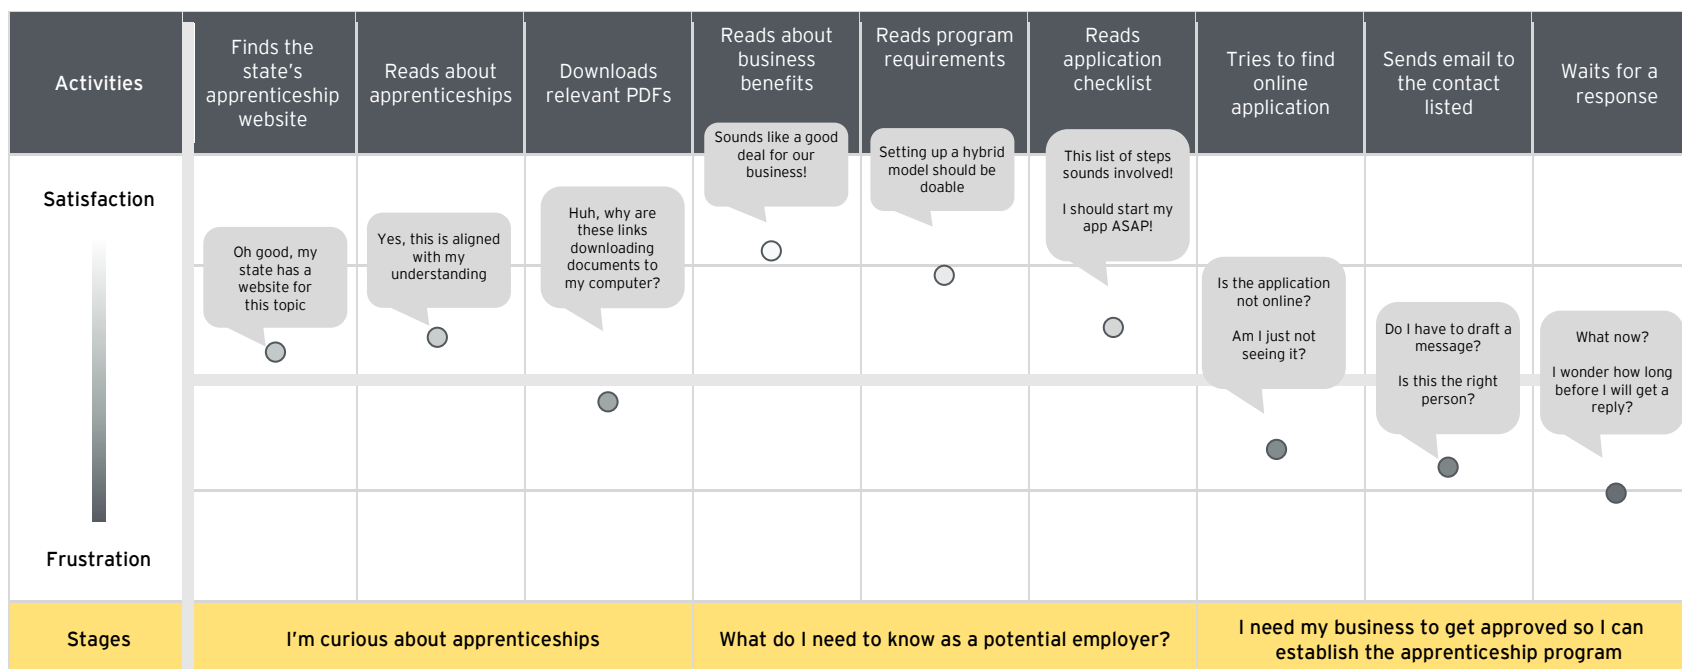 Activities
Finds the
state's
apprenticeship
website
Reads about
apprenticeships
Downloads
relevant PDFs
Reads about
business
benefits
Reads program
requirements
Reads
application
checklist
Tries to find
online
application
Sends email to
the contact
listed
Waits for a
response
Satisfaction
Frustration
Oh good, my
state has a
website for
this topic
Yes, this is aligned
with my
understanding
Huh, why are
these links
downloading
documents to
my computer?
Sounds like a good
deal for our
business!
Setting up a hybrid
model should be
doable
This list of steps
sounds involved!
I should start my
app ASAP!
Is the application
not online?
Am I just not
seeing it?
Do I have to draft a
message?
Is this the right
person?
What now?
I wonder how long
before I will get a
reply?
Stages
I'm curious about apprenticeships
What do I need to know as a potential employer?
I need my business to get approved so I can
establish the apprenticeship program